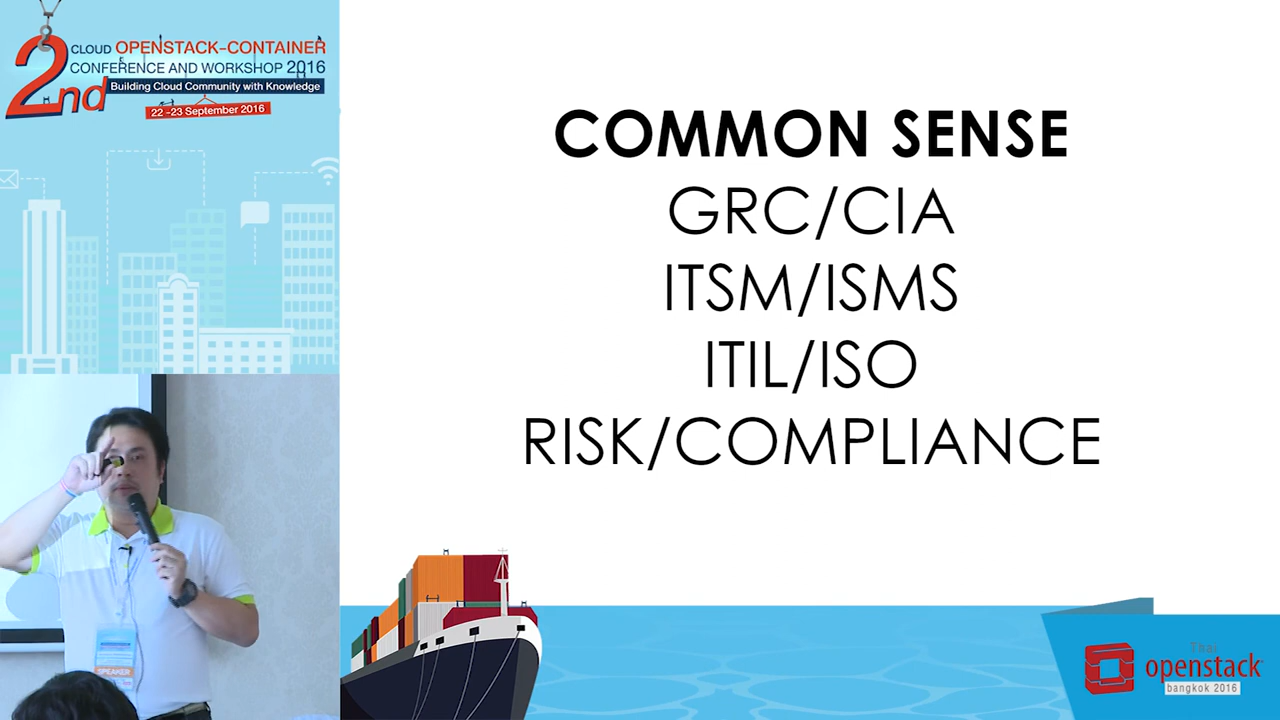 2nd
CLOUD OPENSTACK-CONTAINER
CONFERENCE AND WORKSHOP 2016
Building Cloud Community with Knowledge
22 -23 September 2016
COMMON SENSE
GRC/CIA
ITSM/ISMS
ITIL/ISO
RISK/COMPLIANCE
SPEAKER
Thai
openstack
bangkok 2016